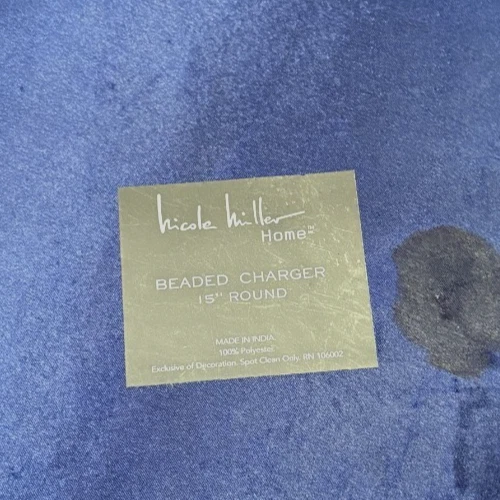 Nicole Miller
Home™
BEADED CHARGER
15" ROUND
MADE IN INDIA
100% Polyester
Exclusive of Decoration. Spot Clean Only. RN 106002